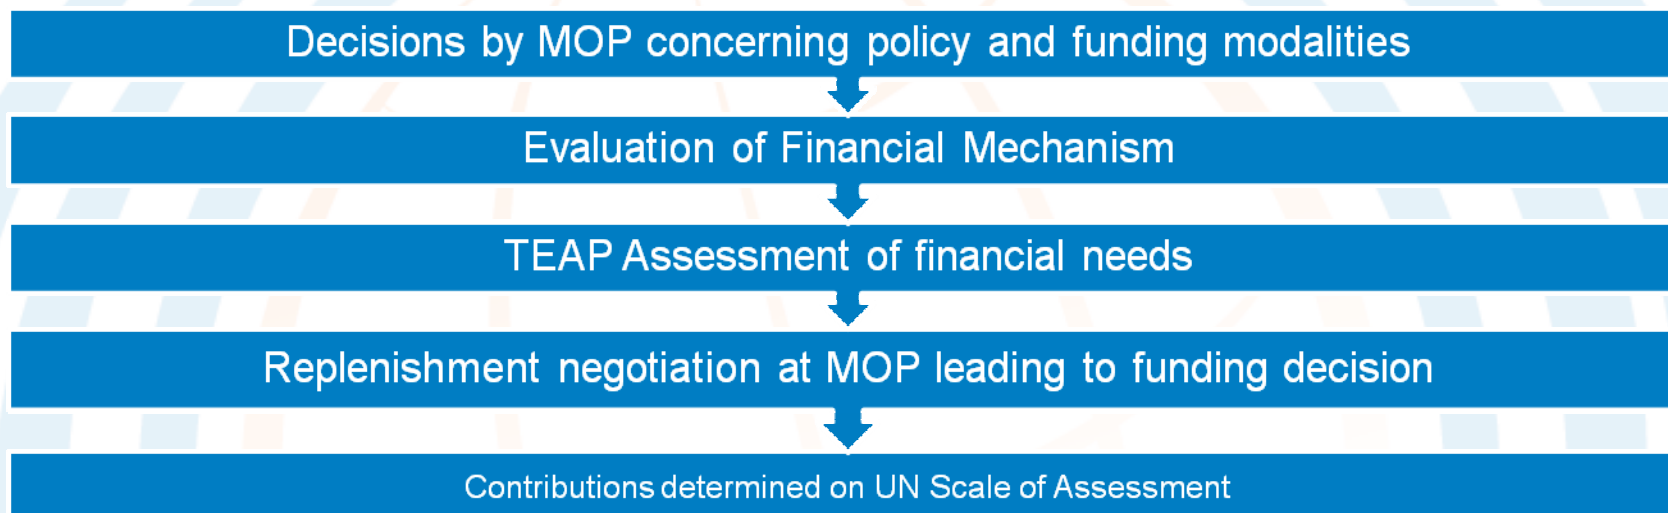 Decisions by MOP concerning policy and funding modalities
Evaluation of Financial Mechanism
TEAP Assessment of financial needs
Replenishment negotiation at MOP leading to funding decision
Contributions determined on UN Scale of Assessment